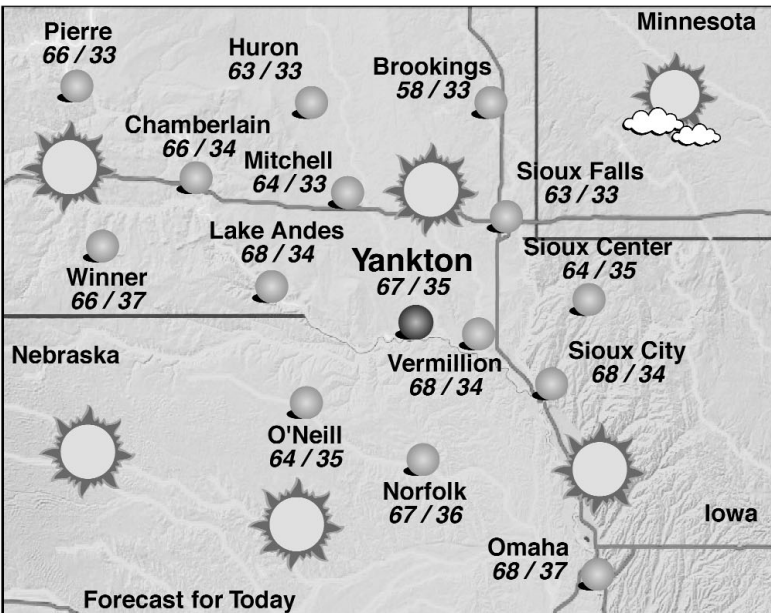 Minnesota
Pierre
66 / 33
Huron
63 / 33
Brookings
58 / 33
Chamberlain
66 / 34
Mitchell
64 / 33
Sioux Falls
63 / 33
Lake Andes
68 / 34
Winner
66 / 37
Yankton
67 / 35
Sioux Center
64 / 35
Nebraska
Vermillion
68 / 34
Sioux City
68 / 34
O'Neill
64 / 35
Norfolk
67 / 36
Iowa
Omaha
68 / 37
Forecast for Today